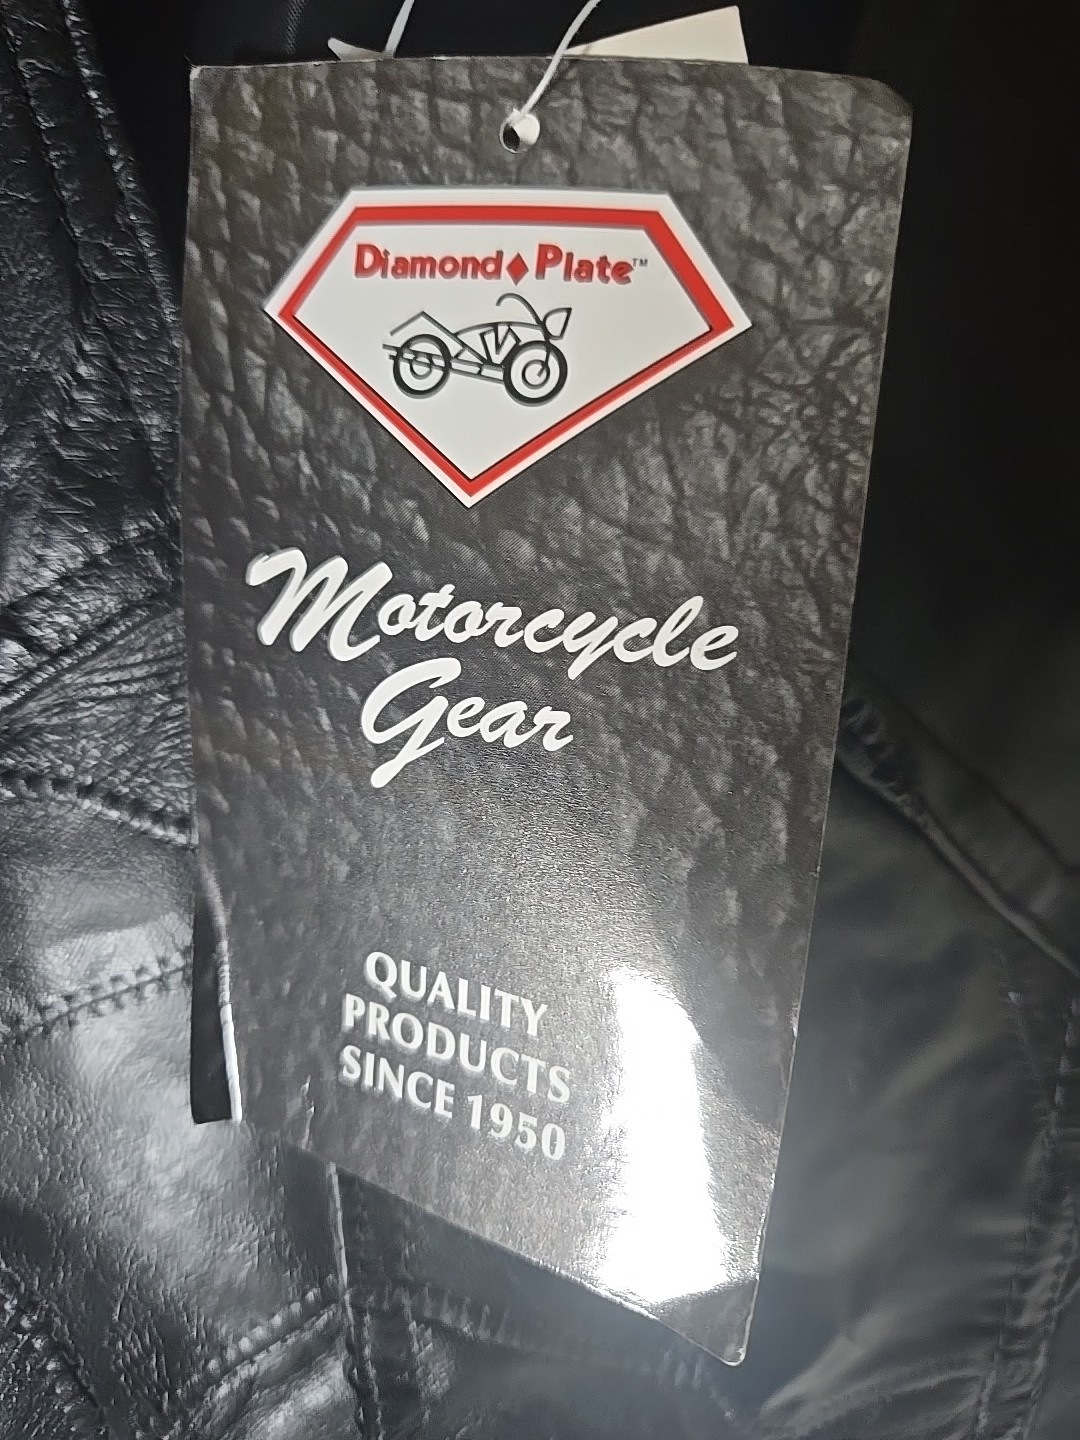 Diamond♦Plate™
Motorcycle
Gear
QUALITY
PRODUCTS
SINCE 1950